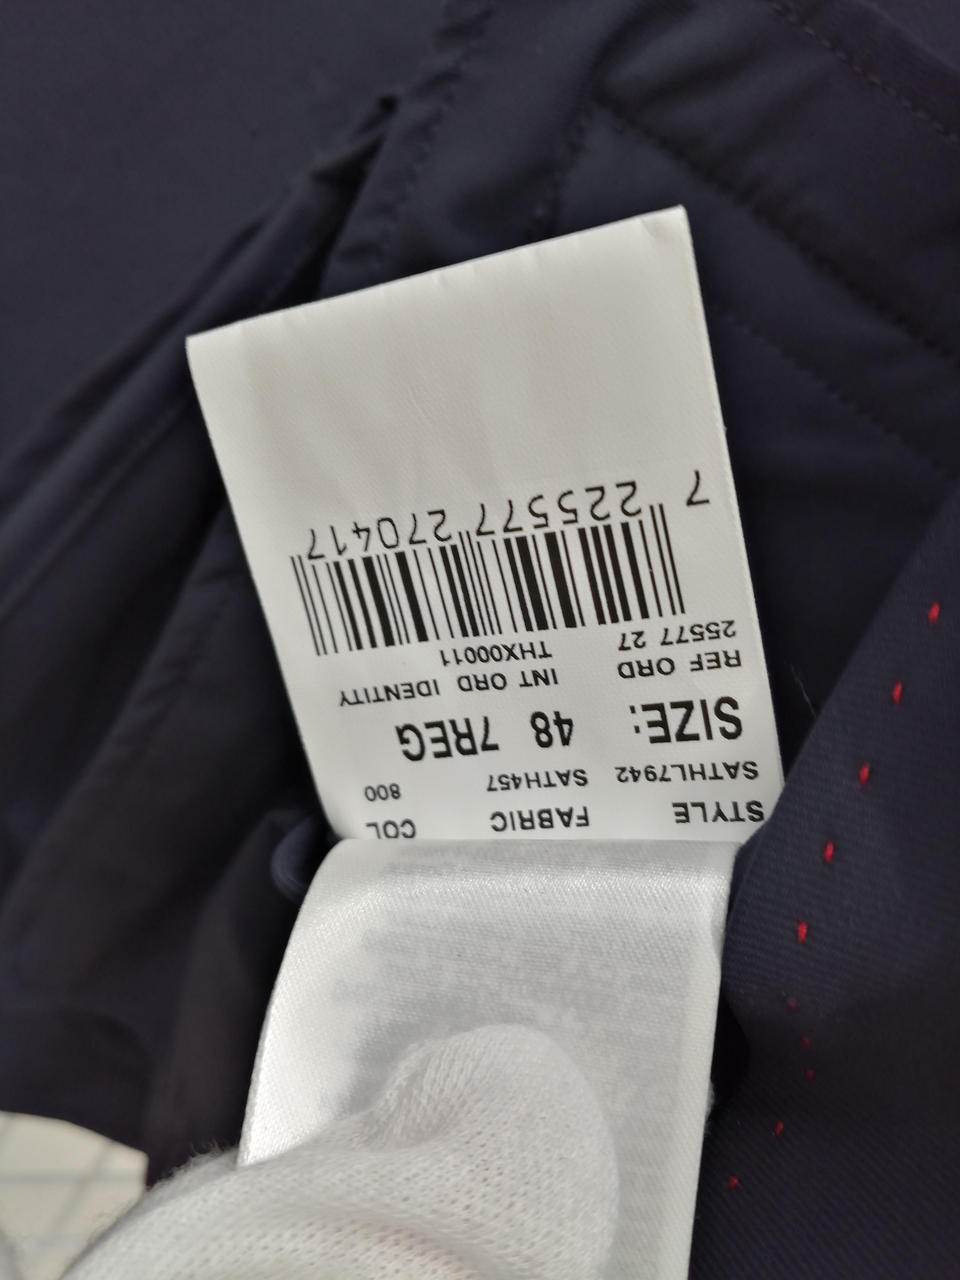 STYLE FABRIC COL
SATHL7942 SATH457 800
SIZE: 48 7REG
REF ORD INT ORD IDENTITY
25577 27 THX00011
7 225577 270417